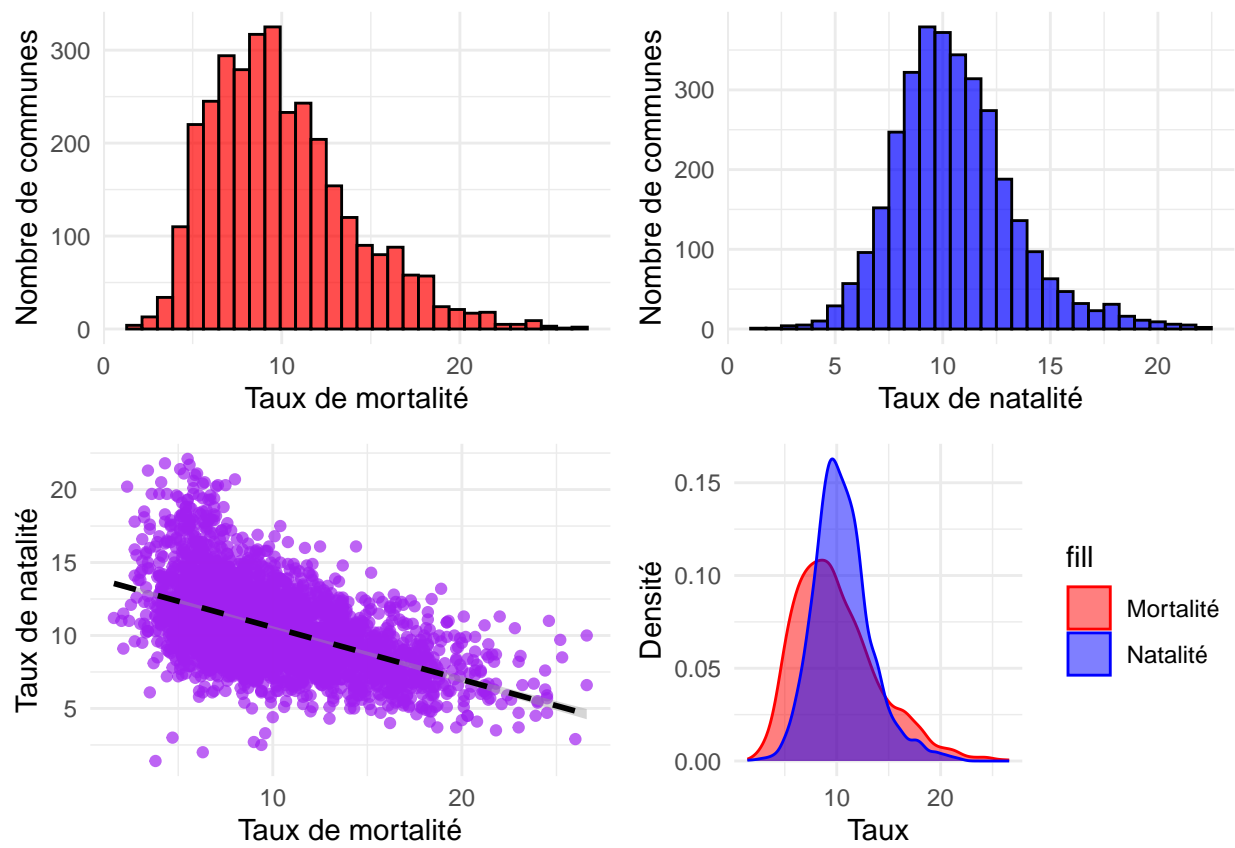 Nombre de communes
300
200
100
0
0 10 20
Taux de mortalité
Nombre de communes
300
200
100
0
0 5 10 15 20
Taux de natalité
Taux de natalité
20
15
10
5
10 20
Taux de mortalité
Densité
0.15
0.10
0.05
0.00
10 20
Taux
fill
Mortalité
Natalité